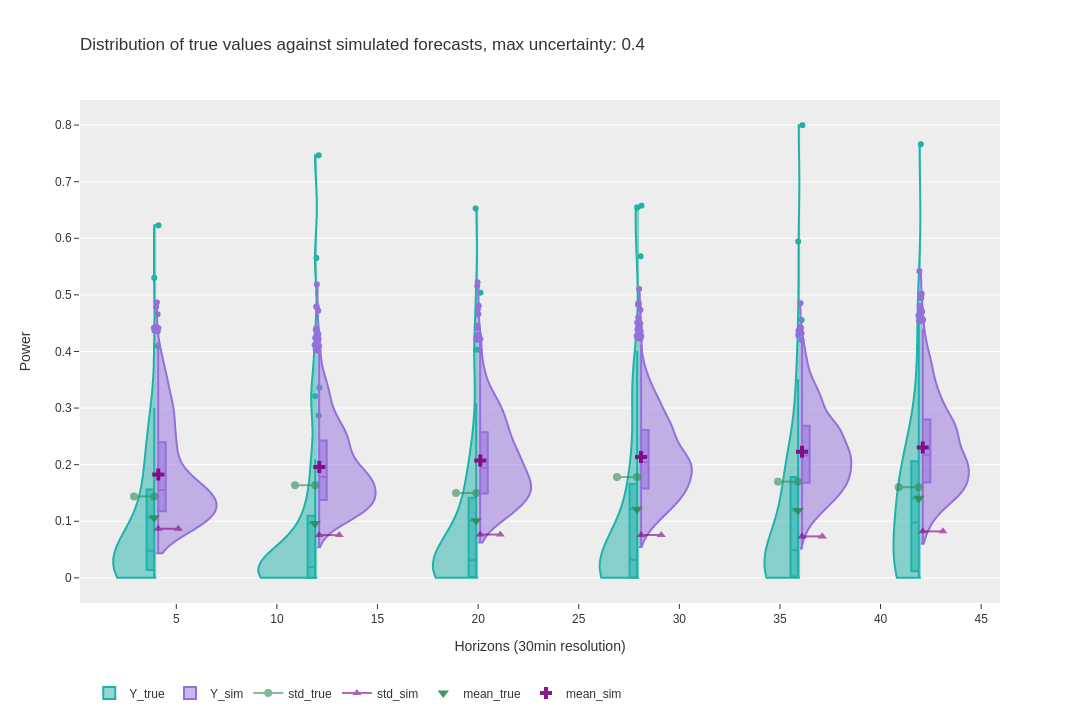 Distribution of true values against simulated forecasts, max uncertainty: 0.4
0.8
0.7
0.6
0.5
0.4
0.3
0.2
0.1
0
Power
5 10 15 20 25 30 35 40 45
Horizons (30min resolution)
Y_true Y_sim std_true std_sim mean_true mean_sim